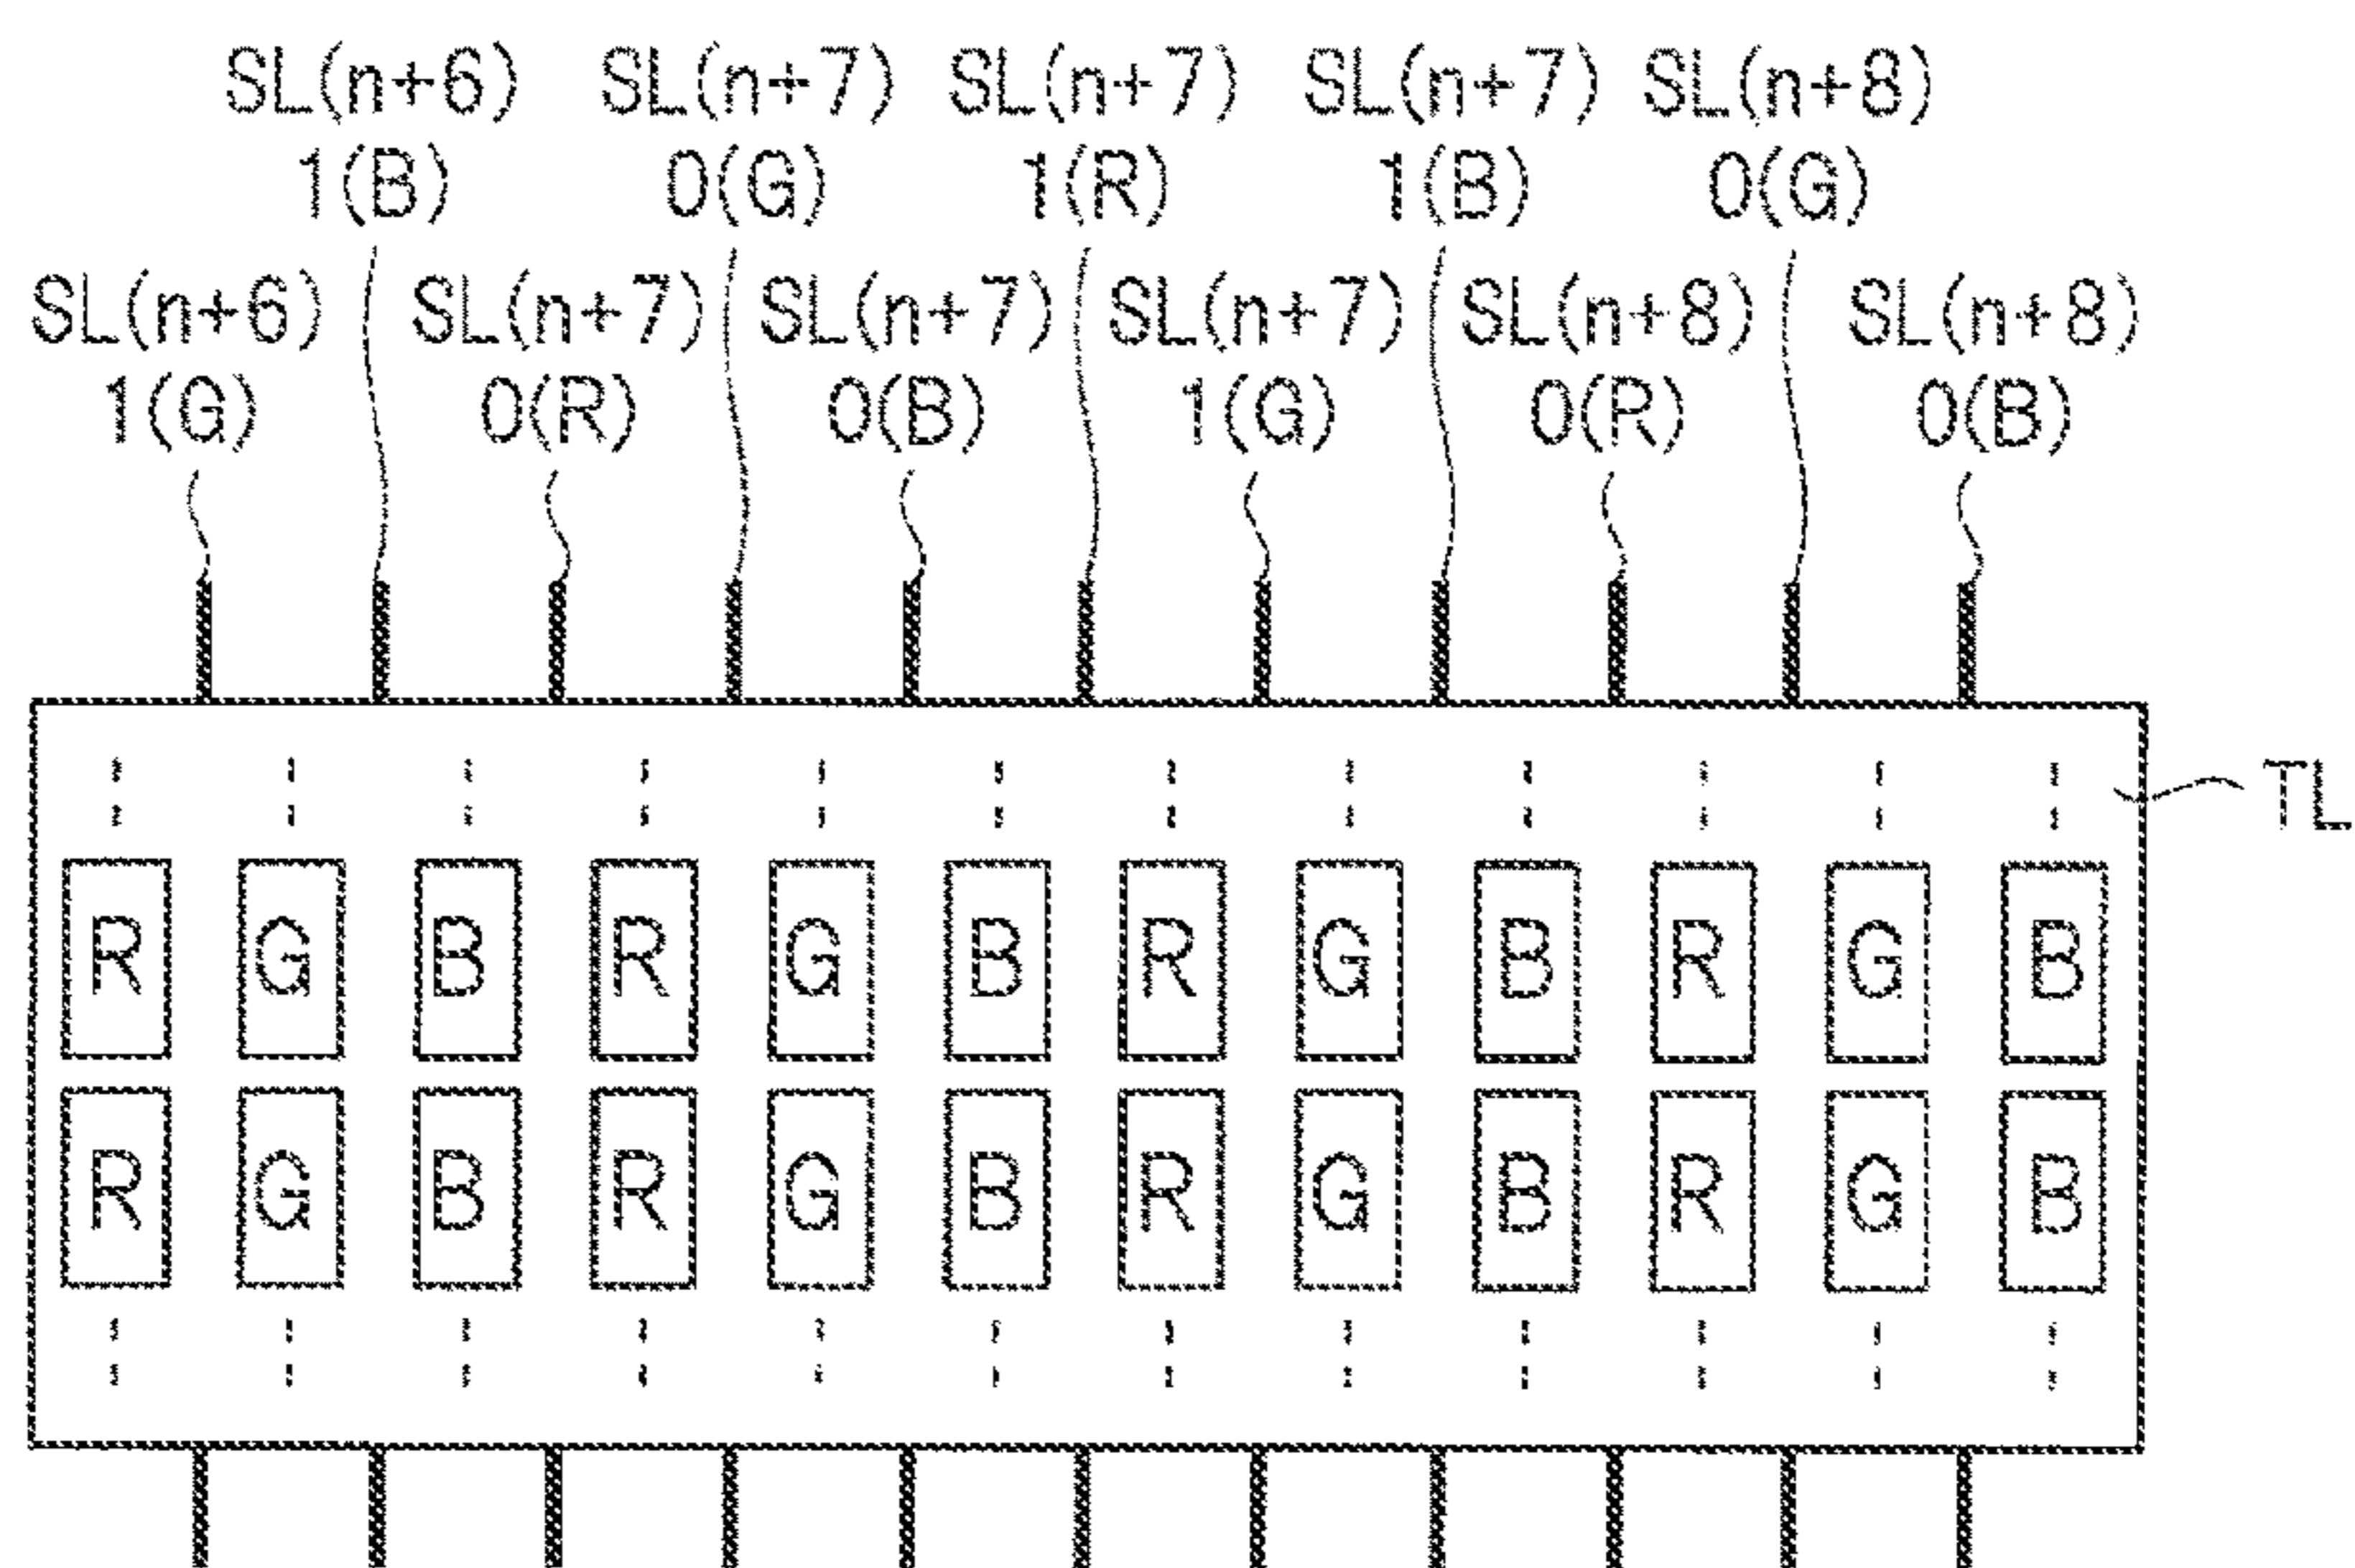 SL(n+6) SL(n+7) SL(n+7) SL(n+7) SL(n+8)
1(B) 0(G) 1(R) 1(B) 0(G)
SL(n+6) SL(n+7) SL(n+7) SL(n+7) SL(n+8) SL(n+8)
1(G) 0(R) 0(B) 1(G) 0(R) 0(B)
TL
R G B R G B R G B R G B
R G B R G B R G B R G B